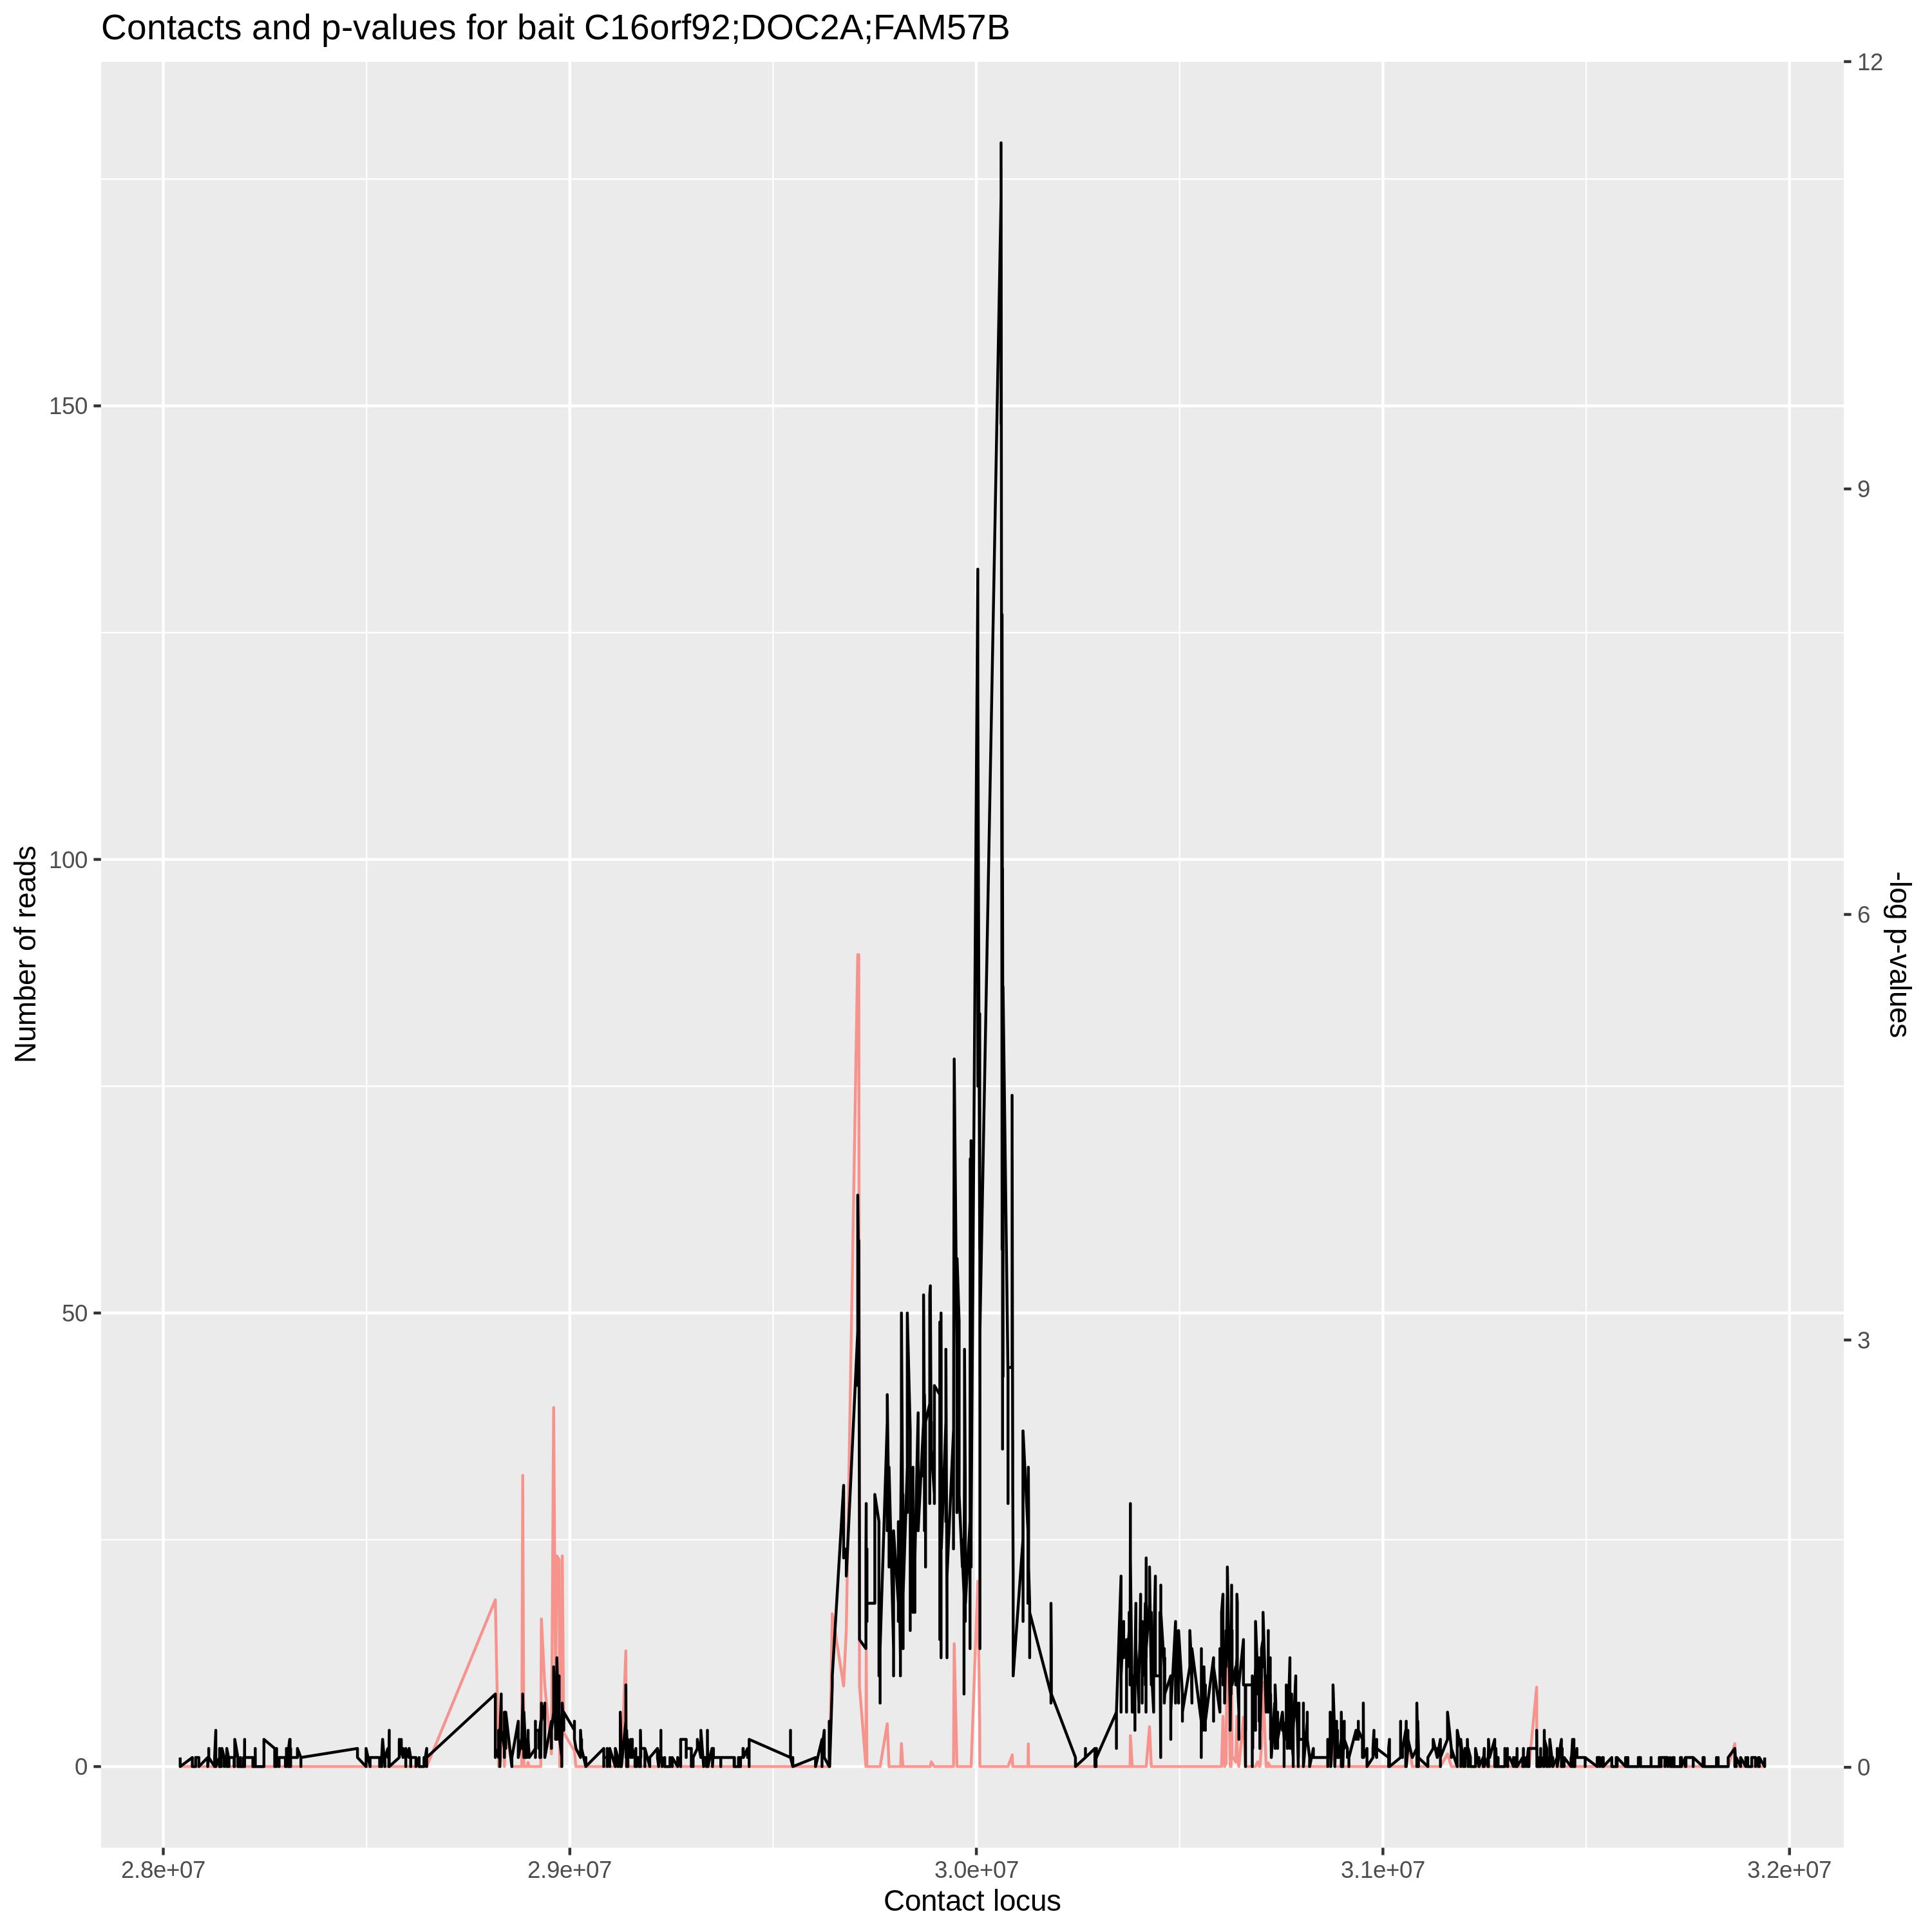 Contacts and p-values for bait C16orf92;DOC2A;FAM57B
12
150
9
100
6
Number of reads
-log p-values
50
3
0
0
2.8e+07
2.9e+07
3.0e+07
3.1e+07
3.2e+07
Contact locus